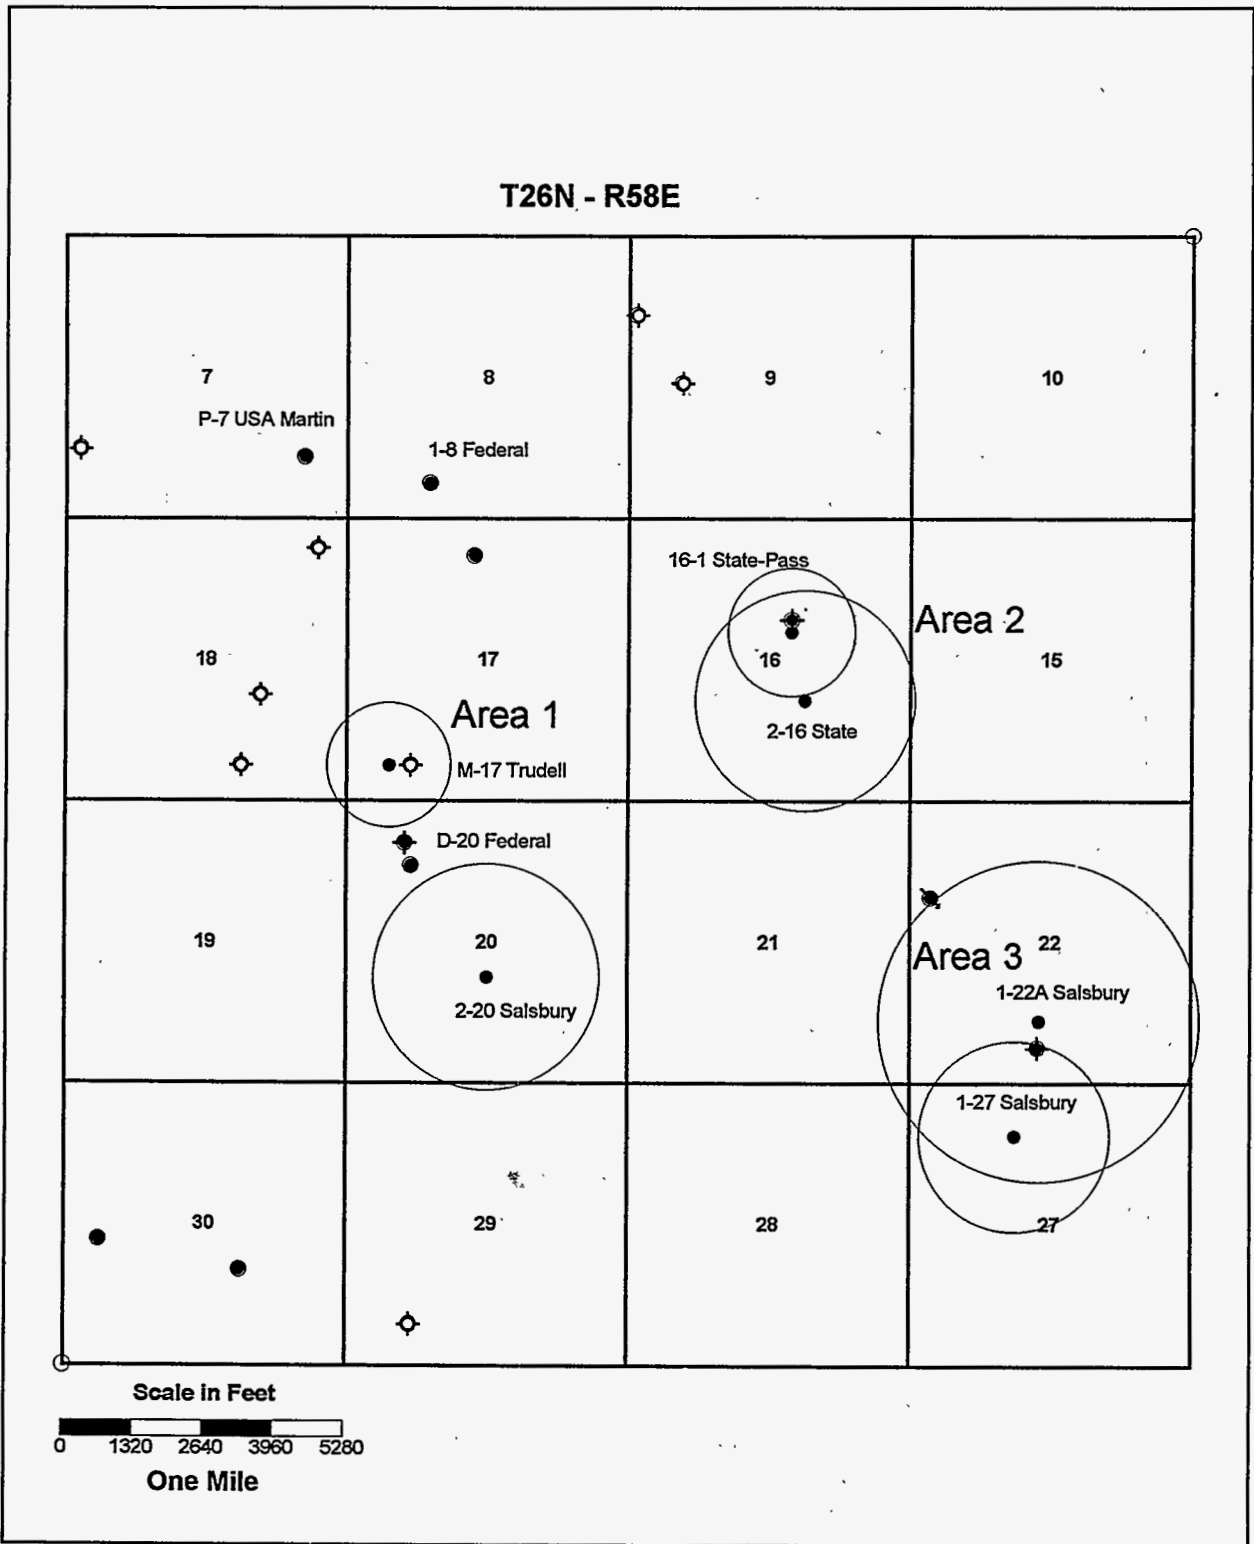 T26N - R58E
7
8
9
10
P-7 USA Martin
1-8 Federal
16-1 State-Pass
Area 2
18
17
16
15
Area 1
2-16 State
M-17 Trudell
D-20 Federal
19
20
21
22
Area 3
1-22A Salsbury
2-20 Salsbury
1-27 Salsbury
30
29
28
27
Scale in Feet
0 1320 2640 3960 5280
One Mile